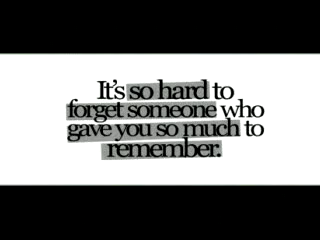 It's so hard to
forget someone who
gave you so much to
remember.